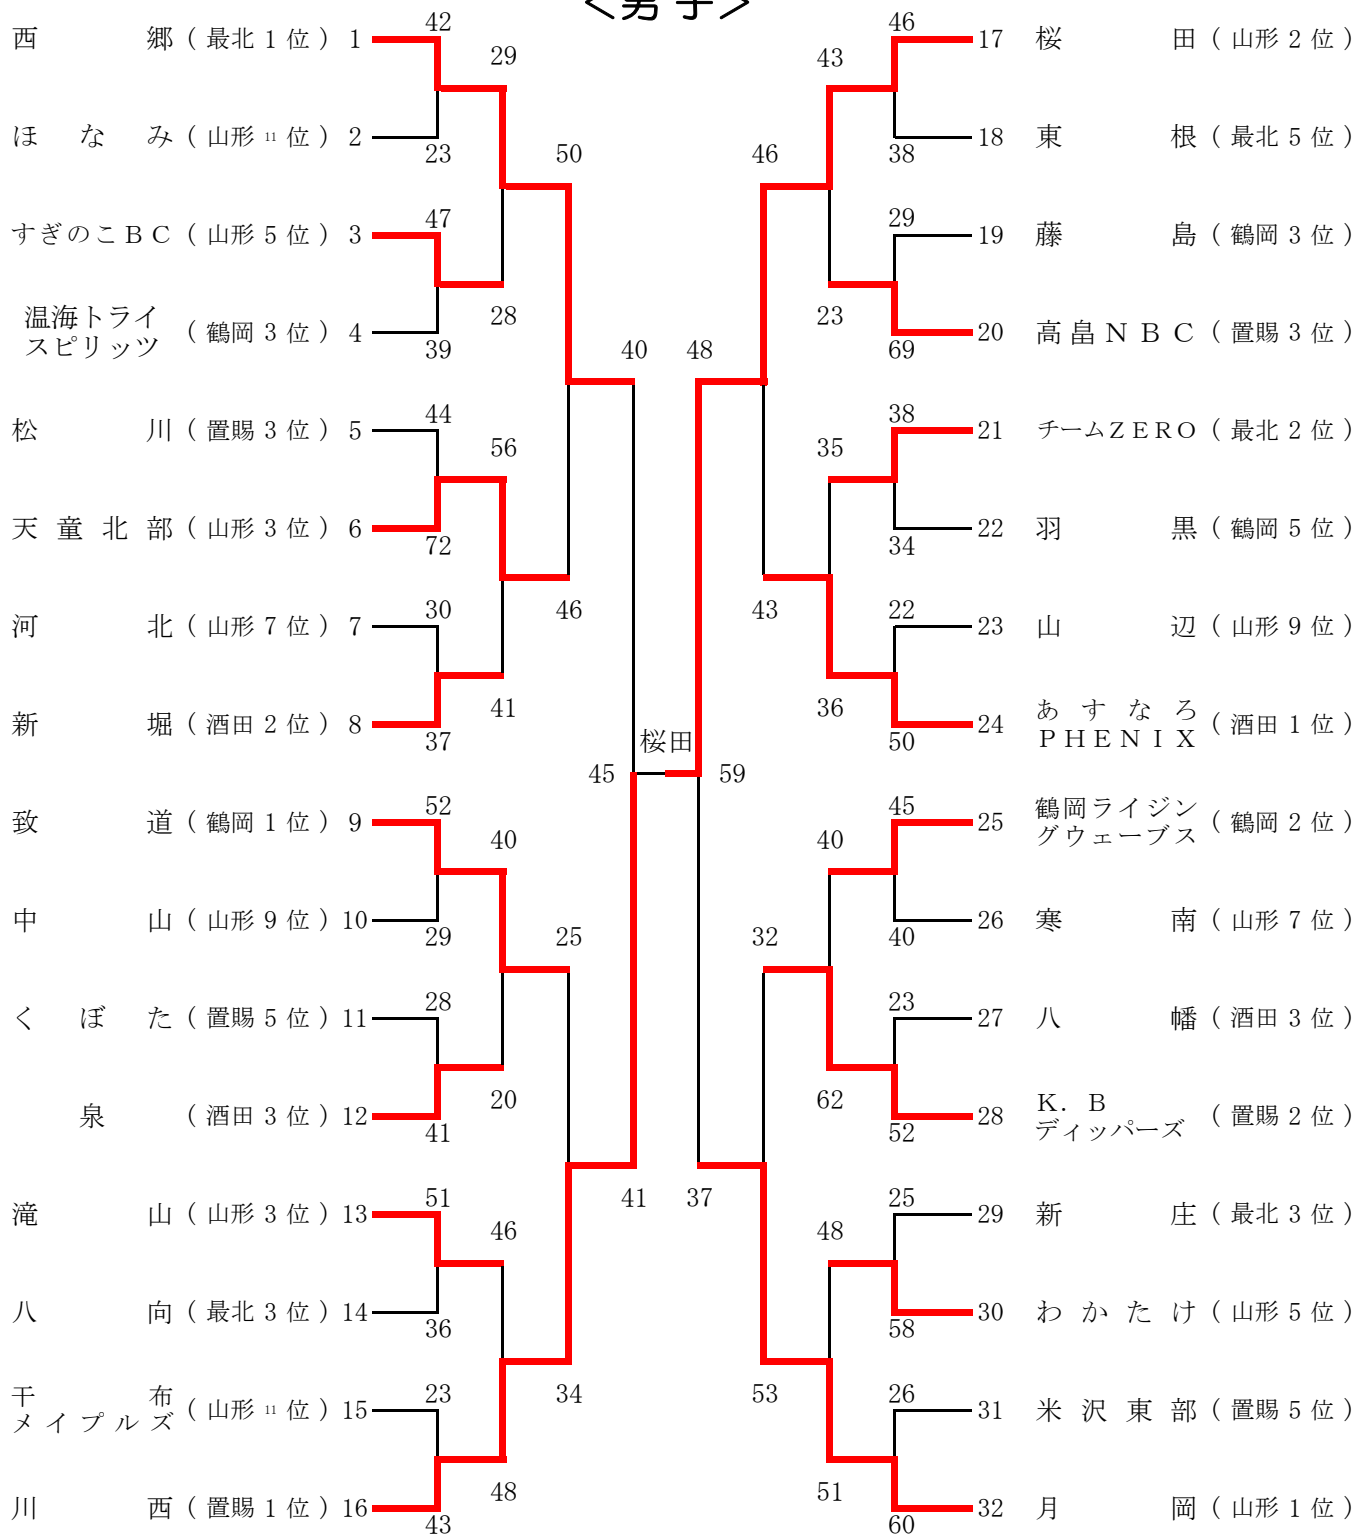 ＜男子＞
西郷（最北1位）1
42
29
ほなみ（山形11位）2
23
50
すぎのこＢＣ（山形5位）3
47
温海トライ
スピリッツ
（鶴岡3位）4
39
28
40
松川（置賜3位）5
44
56
天童北部（山形3位）6
72
46
河北（山形7位）7
30
新堀（酒田2位）8
37
41
桜田
45
59
致道（鶴岡1位）9
52
40
中山（山形9位）10
29
25
くぼた（置賜5位）11
28
泉（酒田3位）12
41
20
41
滝山（山形3位）13
51
46
八向（最北3位）14
36
34
干布
メイプルズ
（山形11位）15
23
川西（置賜1位）16
43
48
43
46
17 桜田（山形2位）
46
38
18 東根（最北5位）
29
19 藤島（鶴岡3位）
48
23
69
20 高畠ＮＢＣ（置賜3位）
35
38
21 チームＺＥＲＯ（最北2位）
43
34
22 羽黒（鶴岡5位）
22
23 山辺（山形9位）
36
50
24
あすなろ
ＰＨＥＮＩＸ
（酒田1位）
40
45
25
鶴岡ライジン
グウェーブス
（鶴岡2位）
32
40
26 寒南（山形7位）
23
27 八幡（酒田3位）
62
52
28
Ｋ．Ｂ
ディッパーズ
（置賜2位）
37
48
25
29 新庄（最北3位）
58
30 わかたけ（山形5位）
53
26
31 米沢東部（置賜5位）
51
60
32 月岡（山形1位）